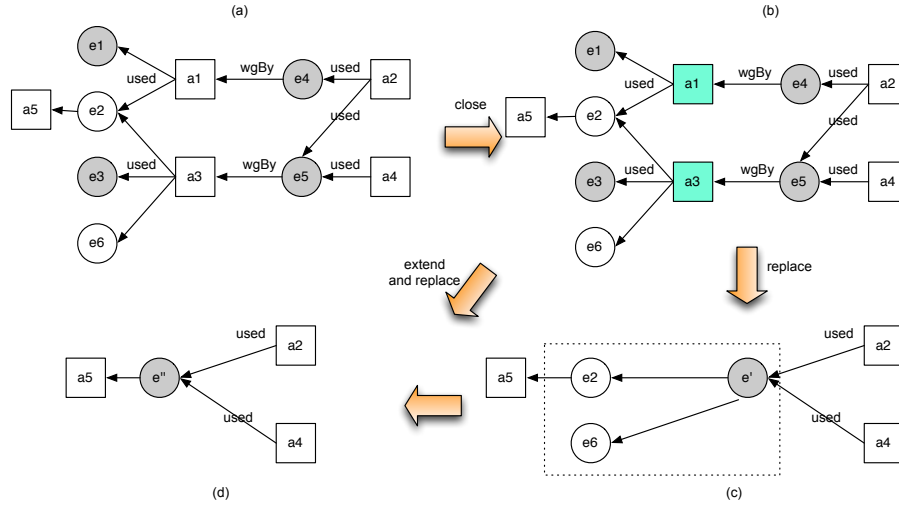 (a)
e1
used
a1
wgBy
e4
used
a2
a5
e2
used
e3
used
a3
wgBy
e5
used
a4
e6
close
(b)
e1
used
a1
wgBy
e4
used
a2
a5
e2
used
e3
used
a3
wgBy
e5
used
a4
e6
extend
and replace
replace
used
a2
a5
e"
used
a4
(d)
used
a2
a5
e2
e'
used
e6
a4
(c)